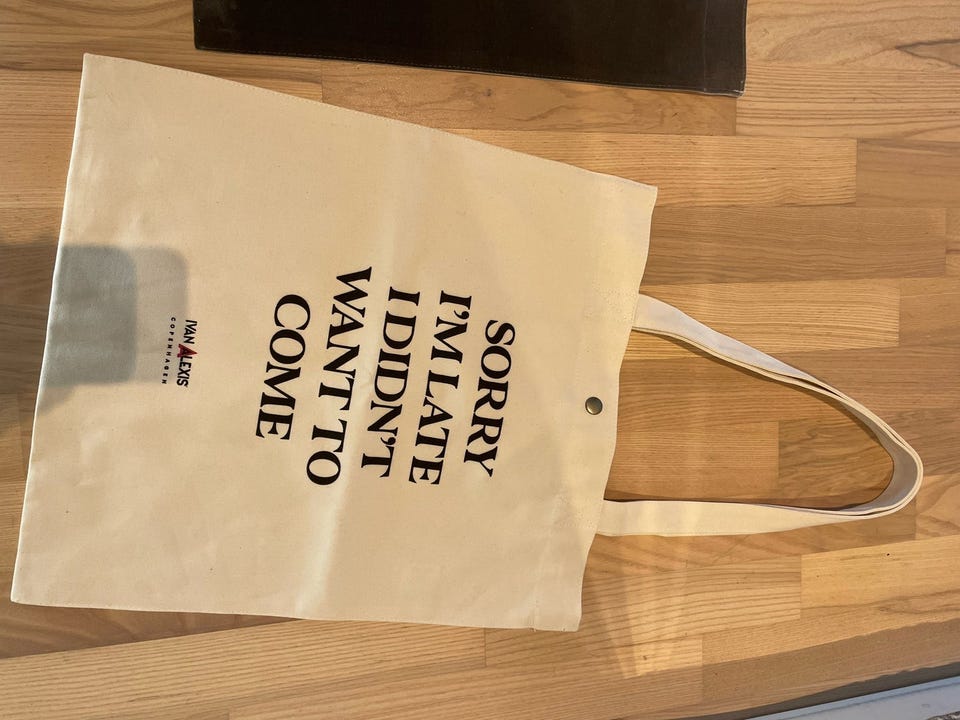 SORRY
I'M LATE
I DIDN'T
WANT TO
COME
IVAN ALEXIS
COPENHAGEN